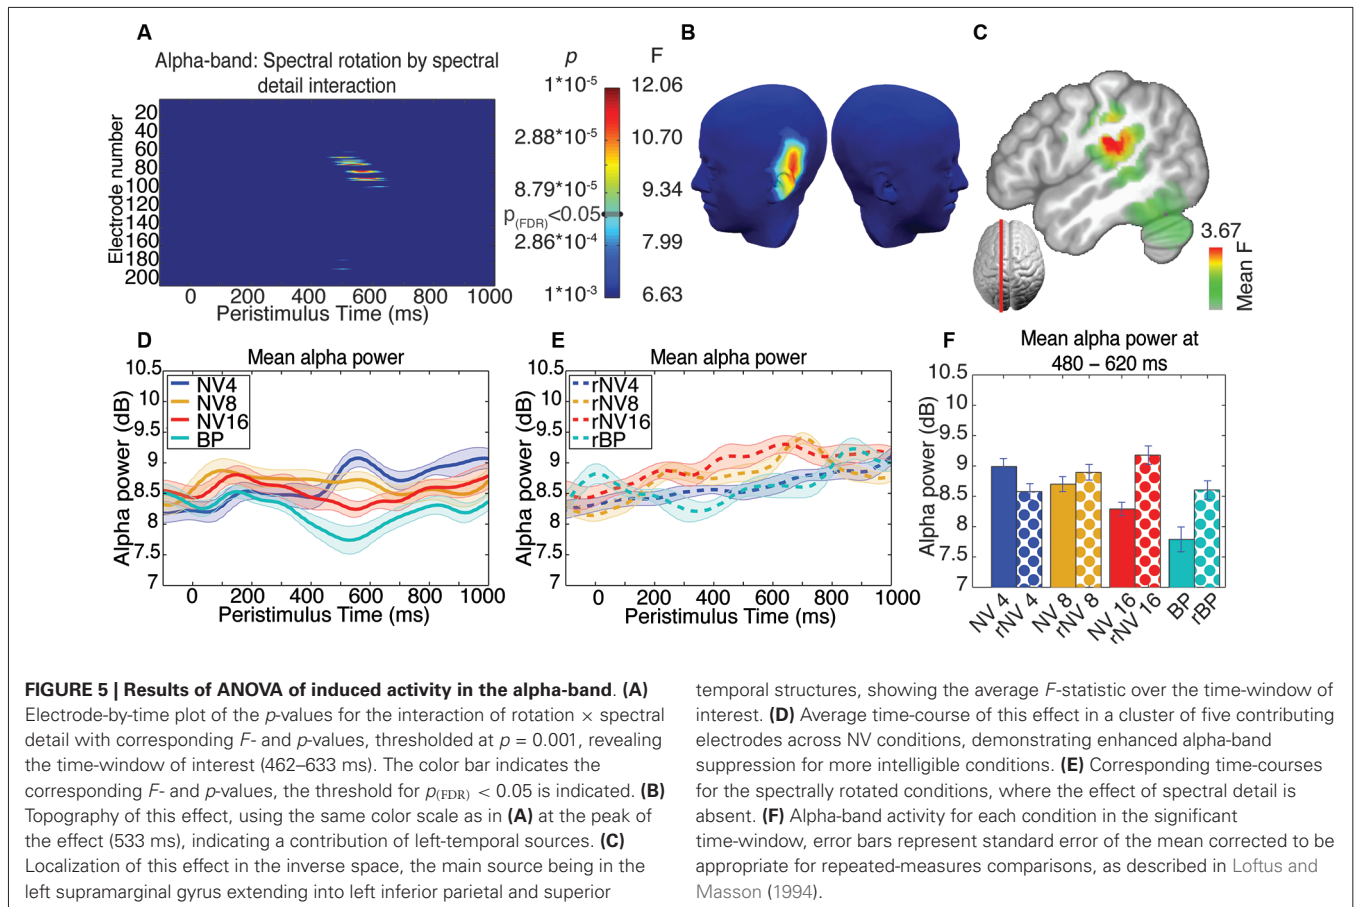 A
Alpha-band: Spectral rotation by spectral
detail interaction
Electrode number
20
40
60
80
100
120
140
160
180
200
0 200 400 600 800 1000
Peristimulus Time (ms)
p F
1*10-5 12.06
2.88*10-5 10.70
8.79*10-5 9.34
p(FDR)<0.05
2.86*10-4 7.99
1*10-3 6.63
B
C
3.67
Mean F
D
Mean alpha power
Alpha power (dB)
10.5
10
9.5
9
8.5
8
7.5
7
NV4
NV8
NV16
BP
0 200 400 600 800 1000
Peristimulus Time (ms)
E
Mean alpha power
Alpha power (dB)
10.5
10
9.5
9
8.5
8
7.5
7
rNV4
rNV8
rNV16
rBP
0 200 400 600 800 1000
Peristimulus Time (ms)
F
Mean alpha power at
480 – 620 ms
Alpha power (dB)
10.5
10
9.5
9
8.5
8
7.5
7
NV 4
rNV 4
NV 8
rNV 8
NV 16
rNV 16
BP
rBP
FIGURE 5 | Results of ANOVA of induced activity in the alpha-band. (A)
Electrode-by-time plot of the p-values for the interaction of rotation × spectral
detail with corresponding F- and p-values, thresholded at p = 0.001, revealing
the time-window of interest (462–633 ms). The color bar indicates the
corresponding F- and p-values, the threshold for p(FDR) < 0.05 is indicated. (B)
Topography of this effect, using the same color scale as in (A) at the peak of
the effect (533 ms), indicating a contribution of left-temporal sources. (C)
Localization of this effect in the inverse space, the main source being in the
left supramarginal gyrus extending into left inferior parietal and superior
temporal structures, showing the average F-statistic over the time-window of
interest. (D) Average time-course of this effect in a cluster of five contributing
electrodes across NV conditions, demonstrating enhanced alpha-band
suppression for more intelligible conditions. (E) Corresponding time-courses
for the spectrally rotated conditions, where the effect of spectral detail is
absent. (F) Alpha-band activity for each condition in the significant
time-window, error bars represent standard error of the mean corrected to be
appropriate for repeated-measures comparisons, as described in Loftus and
Masson (1994).